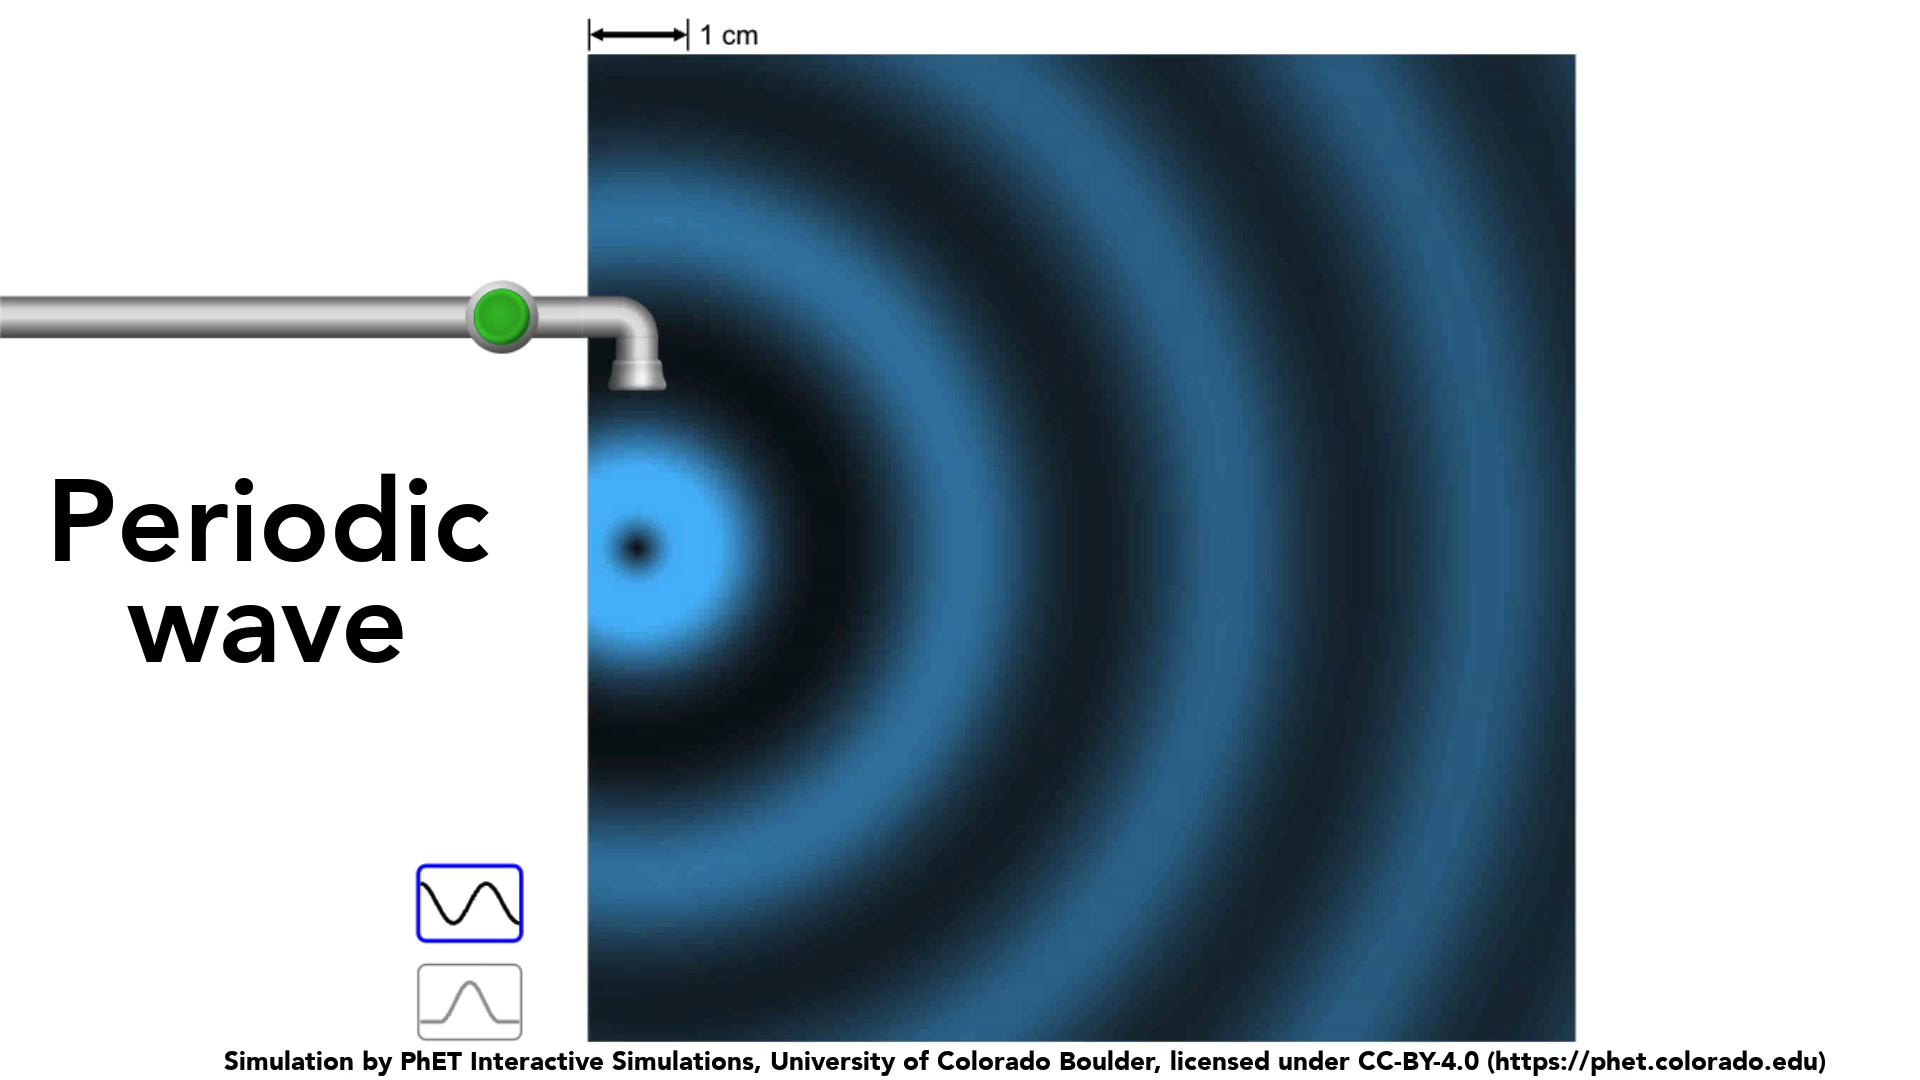 1 cm
Periodic
wave
Simulation by PhET Interactive Simulations, University of Colorado Boulder, licensed under CC-BY-4.0 (https://phet.colorado.edu)